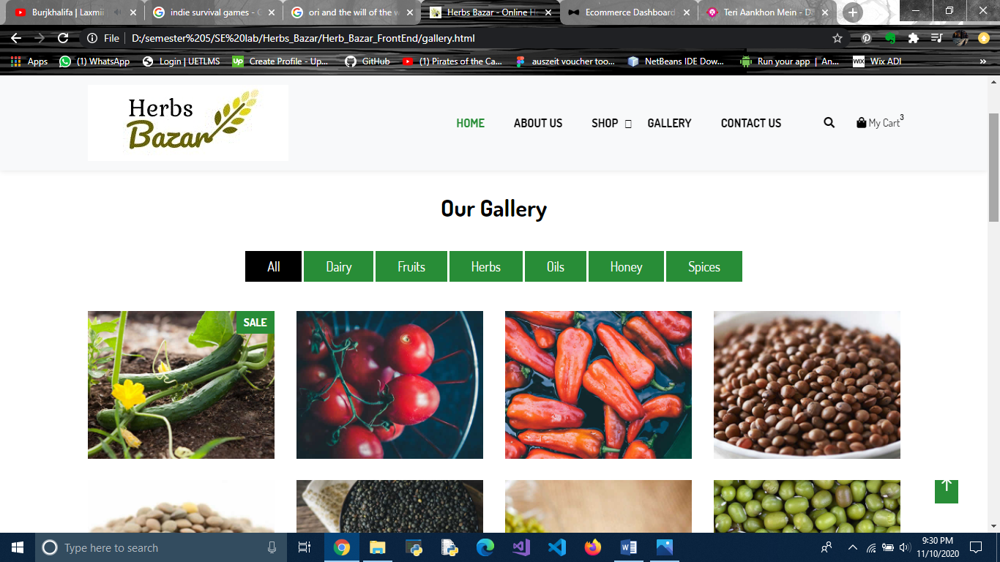 Burjkhalifa | Laxmii
indie survival games - G
ori and the will of the w
Herbs Bazar - Online H
Ecommerce Dashboard
Teri Aankhon Mein - Da
File
D:/semester%205/SE%20lab/Herbs_Bazar/Herb_Bazar_FrontEnd/gallery.html
Apps
(1) WhatsApp
Login | UETLMS
Up
Create Profile - Up...
GitHub
(1) Pirates of the Ca...
auszeit voucher too...
NetBeans IDE Dow...
Run your app | An...
WiX
Wix ADI
»
Herbs
Bazar
HOME
ABOUT US
SHOP
GALLERY
CONTACT US
My Cart3
Our Gallery
All
Dairy
Fruits
Herbs
Oils
Honey
Spices
SALE
Type here to search
9:30 PM
11/10/2020